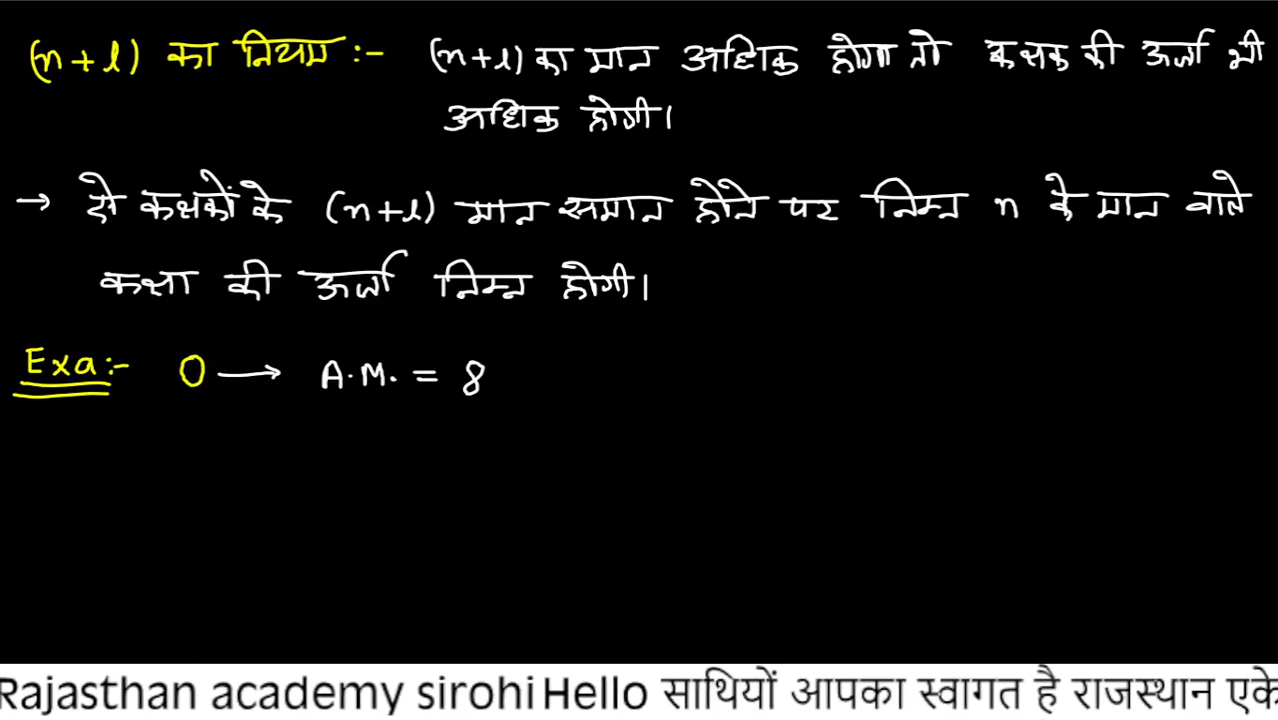 (n+l) का नियम :- (n+l) का मान अधिक होगा तो कक्षक की ऊर्जा भी
अधिक होगी।
→ दो कक्षकों के (n+l) मान समान होने पर निम्न n के मान वाले
कक्षा की ऊर्जा निम्न होगी।
Exa:- O → A.M. = 8
Rajasthan academy sirohi Hello साथियों आपका स्वागत है राजस्थान एके